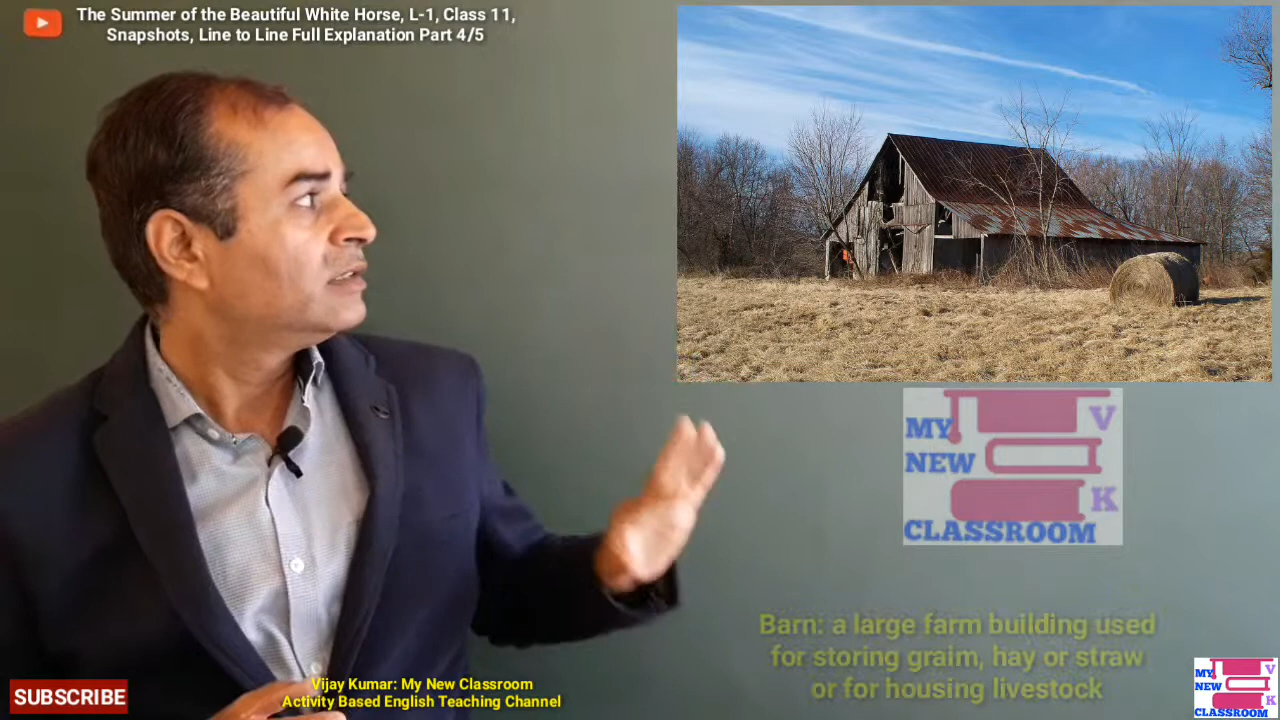 The Summer of the Beautiful White Horse, L-1, Class 11,
Snapshots, Line to Line Full Explanation Part 4/5
MY V
NEW
K
CLASSROOM
Barn: a large farm building used
for storing graim, hay or straw
or for housing livestock
SUBSCRIBE
Vijay Kumar: My New Classroom
Activity Based English Teaching Channel
MY V
NEW
K
CLASSROOM